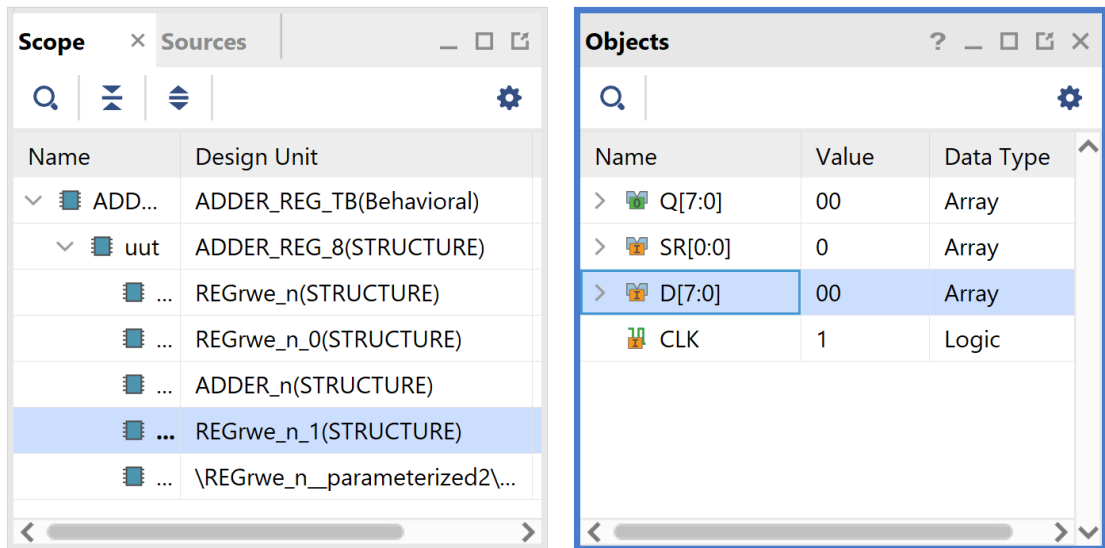 Scope × Sources
Name Design Unit
ADD... ADDER_REG_TB(Behavioral)
uut ADDER_REG_8(STRUCTURE)
... REGrwe_n(STRUCTURE)
... REGrwe_n_0(STRUCTURE)
... ADDER_n(STRUCTURE)
... REGrwe_n_1(STRUCTURE)
... \REGrwe_n__parameterized2\...
Objects ?
Name Value Data Type
Q[7:0] 00 Array
SR[0:0] 0 Array
D[7:0] 00 Array
CLK 1 Logic